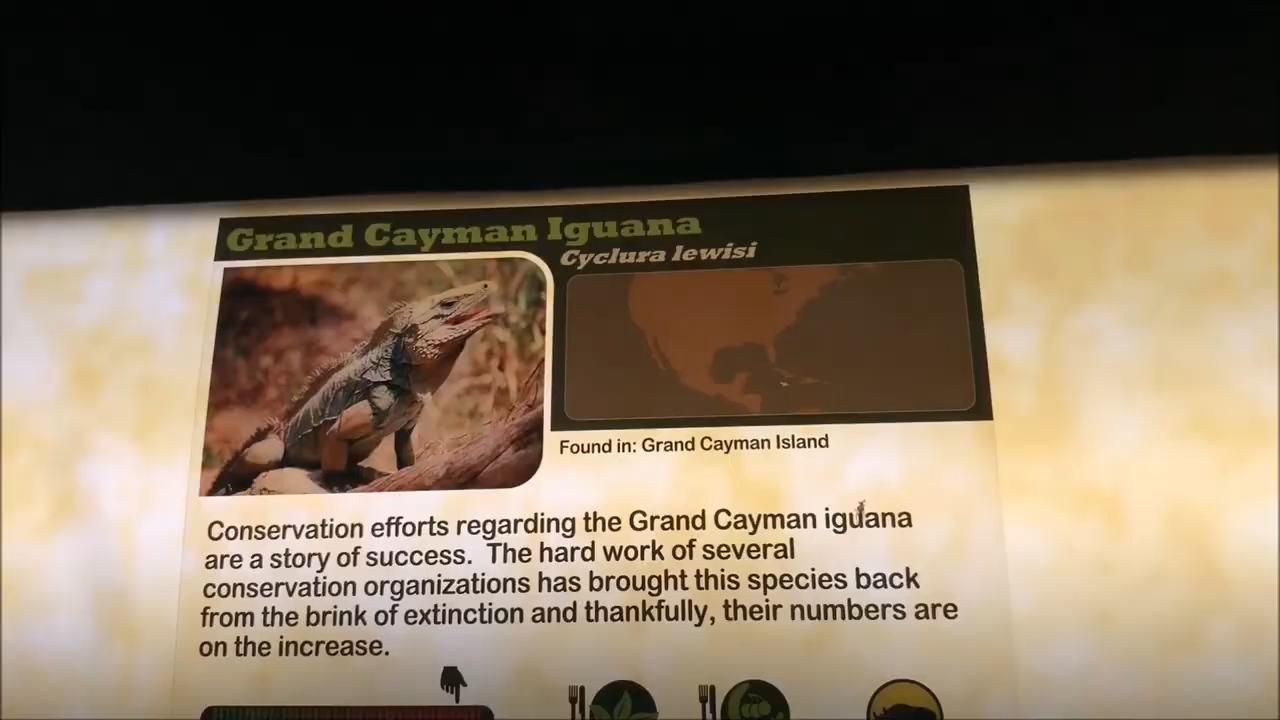 Grand Cayman Iguana
Cyclura lewisi
Found in: Grand Cayman Island
Conservation efforts regarding the Grand Cayman iguana
are a story of success. The hard work of several
conservation organizations has brought this species back
from the brink of extinction and thankfully, their numbers are
on the increase.